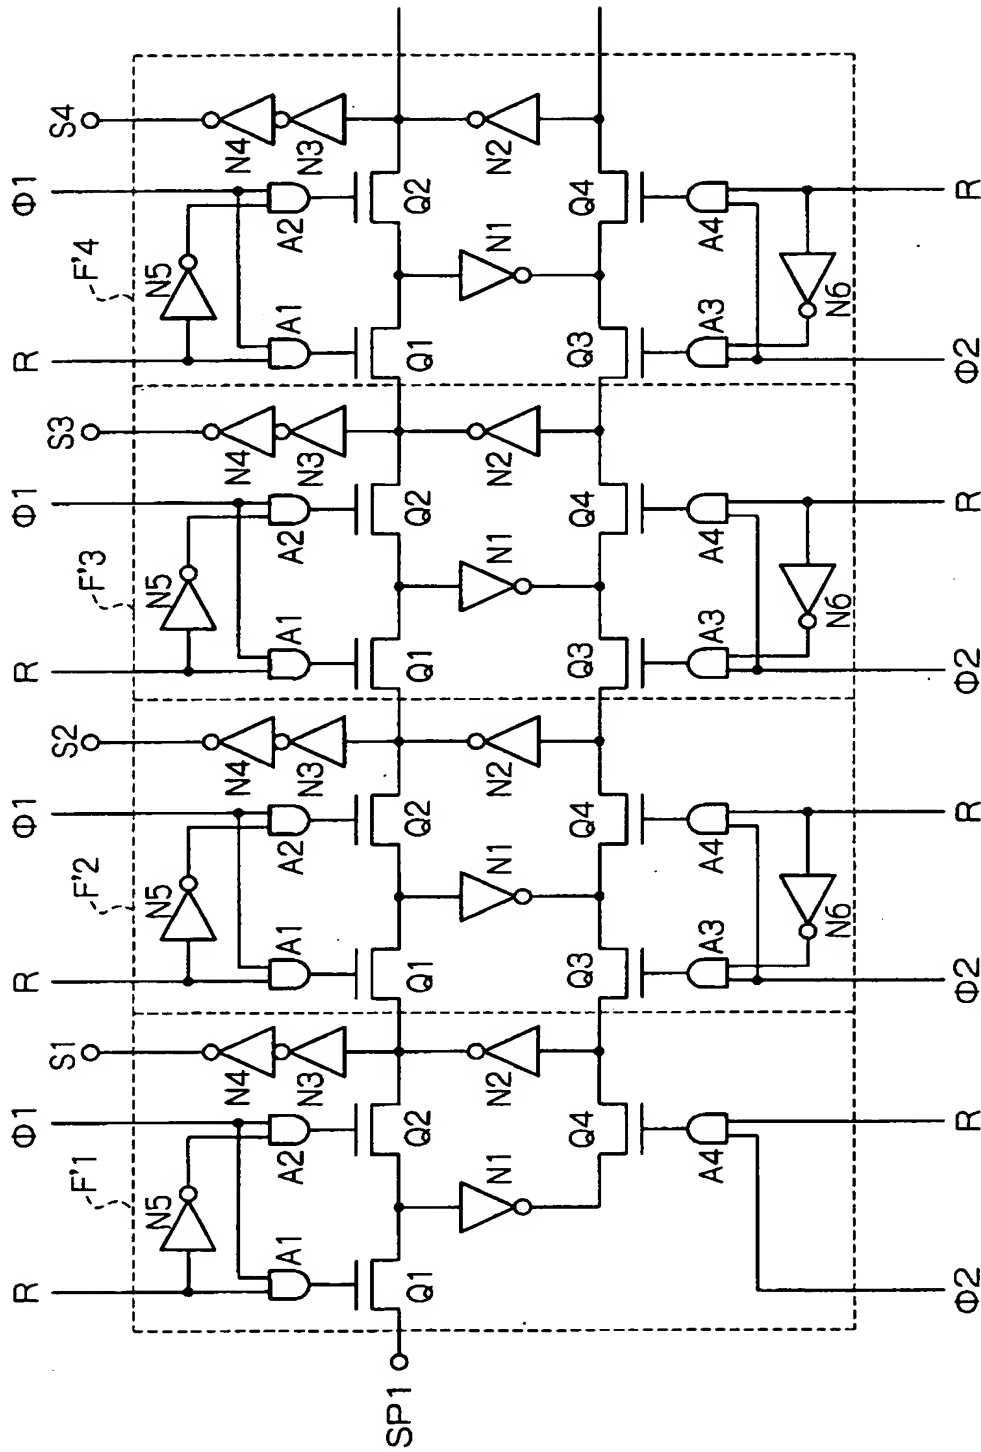 SP1
F'1
R
Φ1
S1
N5
A1
A2
N4
N3
Q1
Q2
N1
N2
Q4
A4
Φ2
R
F'2
R
Φ1
S2
N5
A1
A2
N4
N3
Q1
Q2
N1
N2
Q3
Q4
A3
A4
N6
Φ2
R
F'3
R
Φ1
S3
N5
A1
A2
N4
N3
Q1
Q2
N1
N2
Q3
Q4
A3
A4
N6
Φ2
R
F'4
R
Φ1
S4
N5
A1
A2
N4
N3
Q1
Q2
N1
N2
Q3
Q4
A3
A4
N6
Φ2
R